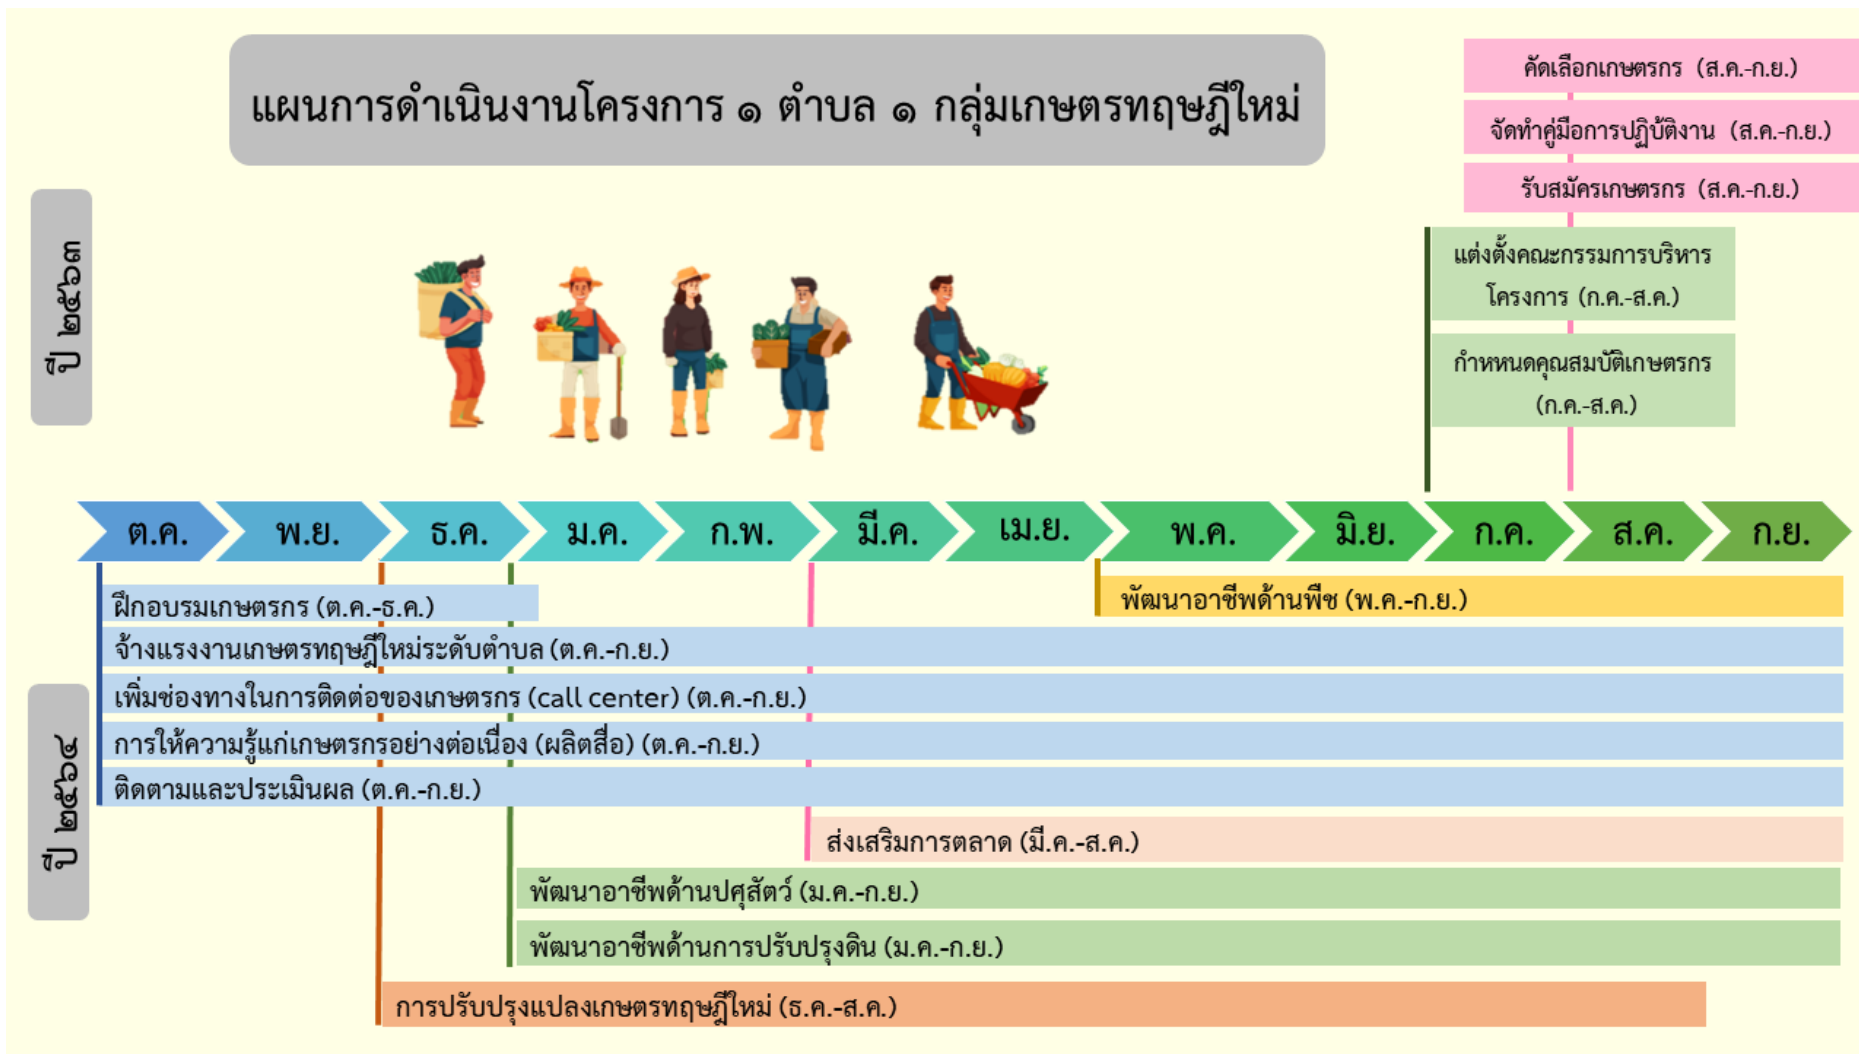 แผนการดำเนินงานโครงการ ๑ ตำบล ๑ กลุ่มเกษตรทฤษฎีใหม่
คัดเลือกเกษตรกร (ส.ค.-ก.ย.)
จัดทำคู่มือการปฏิบัติงาน (ส.ค.-ก.ย.)
รับสมัครเกษตรกร (ส.ค.-ก.ย.)
ปี ๒๕๖๓
แต่งตั้งคณะกรรมการบริหาร
โครงการ (ก.ค.-ส.ค.)
กำหนดคุณสมบัติเกษตรกร
(ก.ค.-ส.ค.)
ต.ค. พ.ย. ธ.ค. ม.ค. ก.พ. มี.ค. เม.ย. พ.ค. มิ.ย. ก.ค. ส.ค. ก.ย.
พัฒนาอาชีพด้านพืช (พ.ค.-ก.ย.)
ปี ๒๕๖๔
ฝึกอบรมเกษตรกร (ต.ค.-ธ.ค.)
จ้างแรงงานเกษตรทฤษฎีใหม่ระดับตำบล (ต.ค.-ก.ย.)
เพิ่มช่องทางในการติดต่อของเกษตรกร (call center) (ต.ค.-ก.ย.)
การให้ความรู้แก่เกษตรกรอย่างต่อเนื่อง (ผลิตสื่อ) (ต.ค.-ก.ย.)
ติดตามและประเมินผล (ต.ค.-ก.ย.)
ส่งเสริมการตลาด (มี.ค.-ส.ค.)
พัฒนาอาชีพด้านปศุสัตว์ (ม.ค.-ก.ย.)
พัฒนาอาชีพด้านการปรับปรุงดิน (ม.ค.-ก.ย.)
การปรับปรุงแปลงเกษตรทฤษฎีใหม่ (ธ.ค.-ส.ค.)